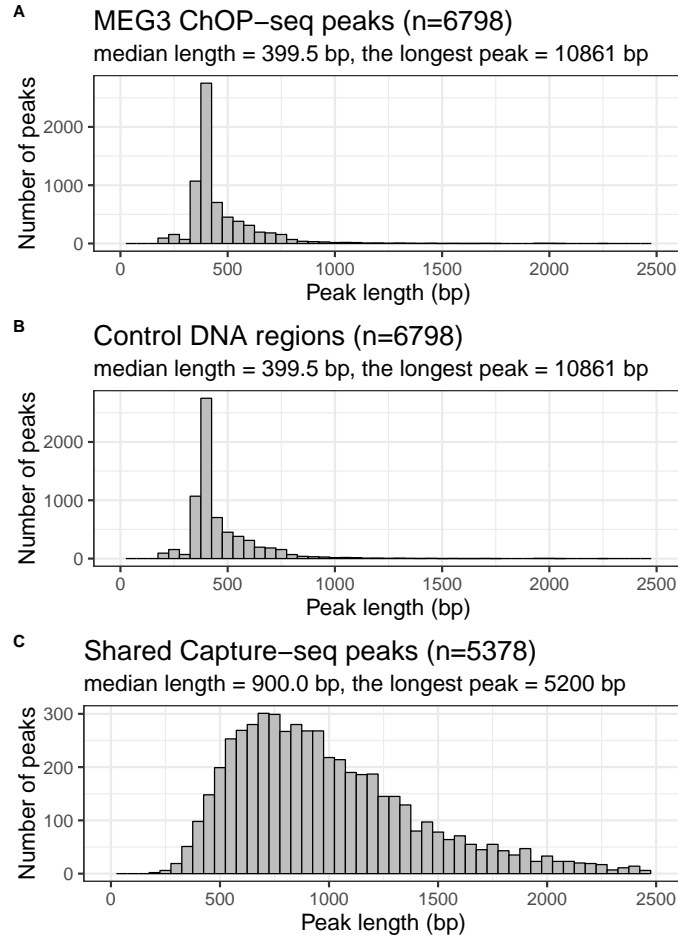 A
MEG3 ChOP−seq peaks (n=6798)
median length = 399.5 bp, the longest peak = 10861 bp
Number of peaks
2000
1000
0
0 500 1000 1500 2000 2500
Peak length (bp)
B
Control DNA regions (n=6798)
median length = 399.5 bp, the longest peak = 10861 bp
Number of peaks
2000
1000
0
0 500 1000 1500 2000 2500
Peak length (bp)
C
Shared Capture−seq peaks (n=5378)
median length = 900.0 bp, the longest peak = 5200 bp
Number of peaks
300
200
100
0
0 500 1000 1500 2000 2500
Peak length (bp)